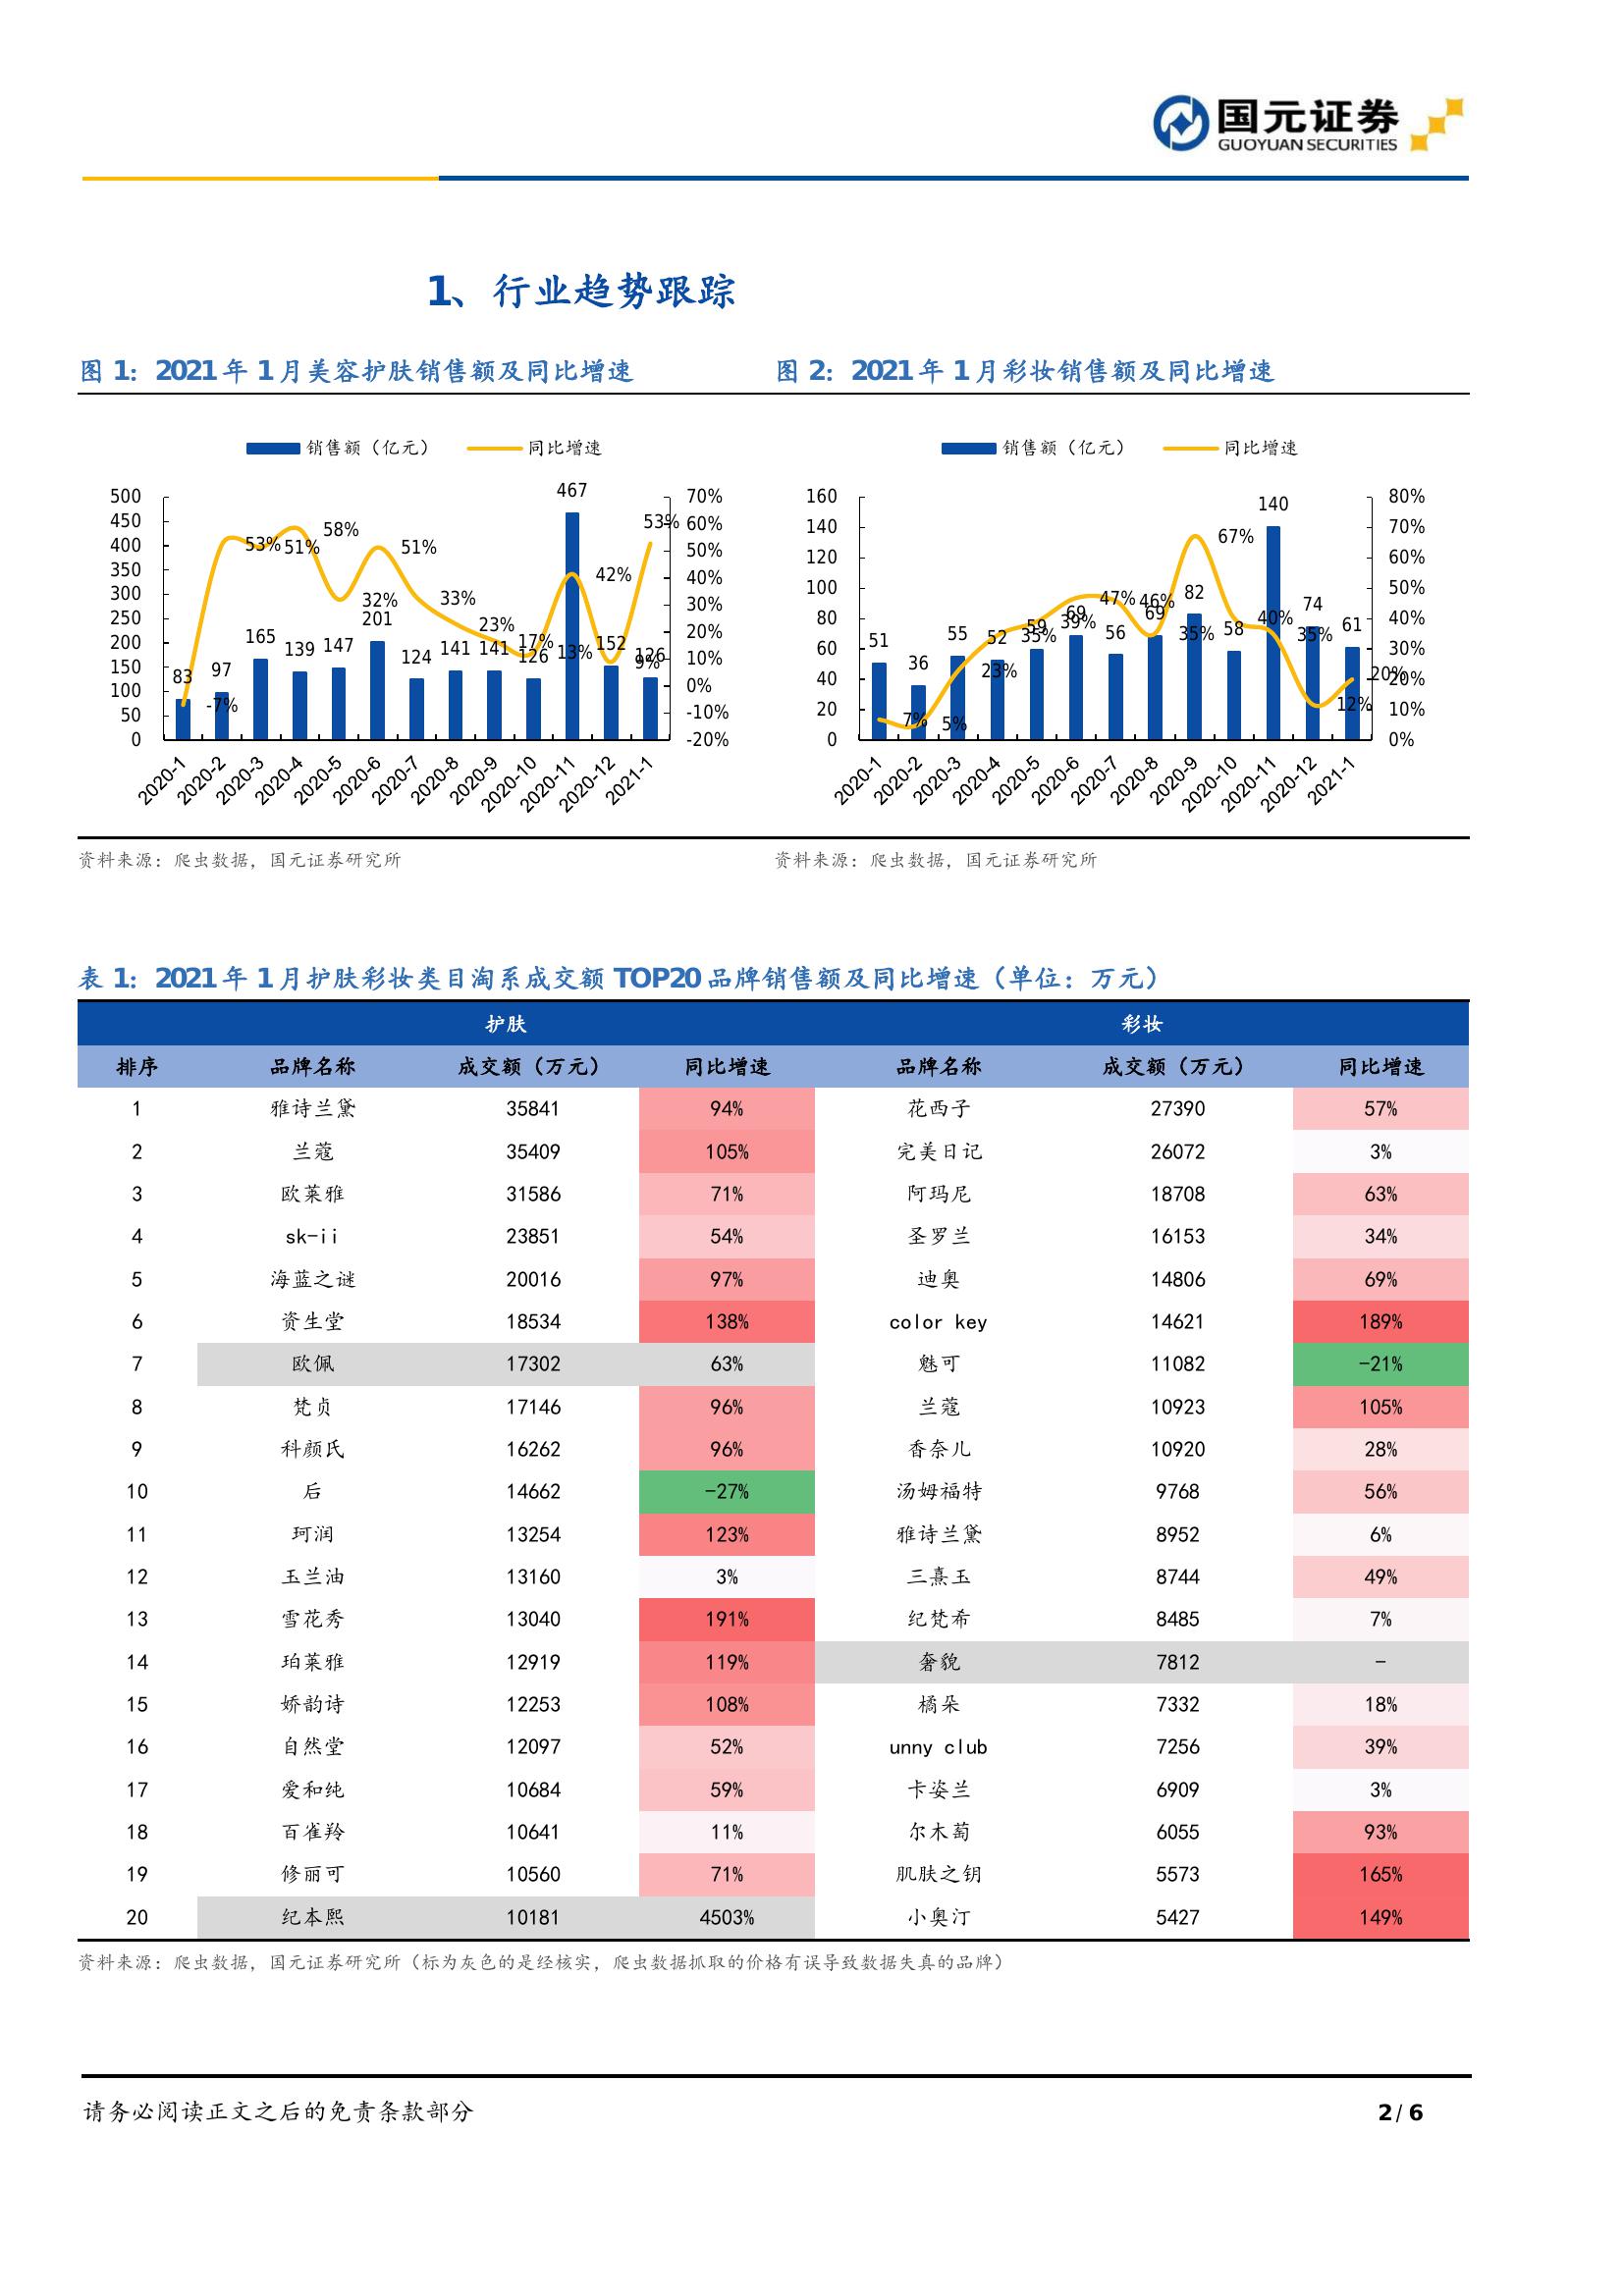 国元证券
GUOYUAN SECURITIES
1、行业趋势跟踪
图 1：2021 年 1 月美容护肤销售额及同比增速
销售额（亿元） 同比增速
500 450 400 350 300 250 200 150 100 50 0
70% 60% 50% 40% 30% 20% 10% 0% -10% -20%
83 97 165 139 147 201 124 141 141 126 467 152 126
-7% 53% 51% 58% 32% 51% 33% 23% 17% 13% 42% 9% 53%
2020-1 2020-2 2020-3 2020-4 2020-5 2020-6 2020-7 2020-8 2020-9 2020-10 2020-11 2020-12 2021-1
资料来源：爬虫数据，国元证券研究所
图 2：2021 年 1 月彩妆销售额及同比增速
销售额（亿元） 同比增速
160 140 120 100 80 60 40 20 0
80% 70% 60% 50% 40% 30% 20% 10% 0%
51 36 55 52 59 69 56 69 82 58 140 74 61
7% 5% 23% 35% 39% 47% 46% 35% 67% 40% 35% 12% 20%
2020-1 2020-2 2020-3 2020-4 2020-5 2020-6 2020-7 2020-8 2020-9 2020-10 2020-11 2020-12 2021-1
资料来源：爬虫数据，国元证券研究所
表 1：2021 年 1 月护肤彩妆类目淘系成交额 TOP20 品牌销售额及同比增速（单位：万元）
护肤 彩妆
排序 品牌名称 成交额（万元） 同比增速 品牌名称 成交额（万元） 同比增速
1 雅诗兰黛 35841 94% 花西子 27390 57%
2 兰蔻 35409 105% 完美日记 26072 3%
3 欧莱雅 31586 71% 阿玛尼 18708 63%
4 sk-ii 23851 54% 圣罗兰 16153 34%
5 海蓝之谜 20016 97% 迪奥 14806 69%
6 资生堂 18534 138% color key 14621 189%
7 欧佩 17302 63% 魅可 11082 -21%
8 梵贞 17146 96% 兰蔻 10923 105%
9 科颜氏 16262 96% 香奈儿 10920 28%
10 后 14662 -27% 汤姆福特 9768 56%
11 珂润 13254 123% 雅诗兰黛 8952 6%
12 玉兰油 13160 3% 三熹玉 8744 49%
13 雪花秀 13040 191% 纪梵希 8485 7%
14 珀莱雅 12919 119% 奢貌 7812 -
15 娇韵诗 12253 108% 橘朵 7332 18%
16 自然堂 12097 52% unny club 7256 39%
17 爱和纯 10684 59% 卡姿兰 6909 3%
18 百雀羚 10641 11% 尔木萄 6055 93%
19 修丽可 10560 71% 肌肤之钥 5573 165%
20 纪本熙 10181 4503% 小奥汀 5427 149%
资料来源：爬虫数据，国元证券研究所（标为灰色的是经核实，爬虫数据抓取的价格有误导致数据失真的品牌）
请务必阅读正文之后的免责条款部分 2 / 6